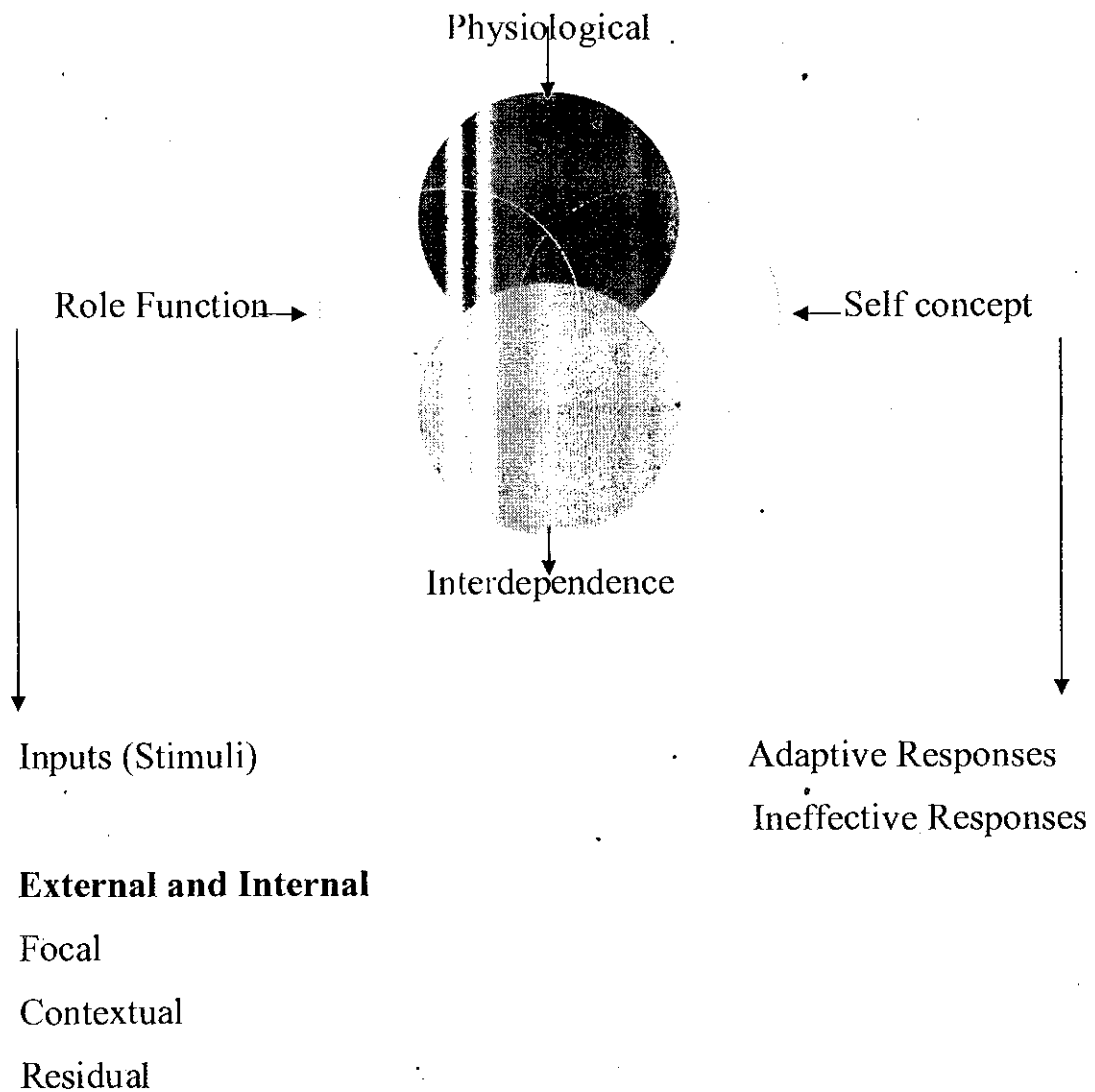 Physiological
Role Function
Self concept
Interdependence
Inputs (Stimuli)
Adaptive Responses
Ineffective Responses
External and Internal
Focal
Contextual
Residual